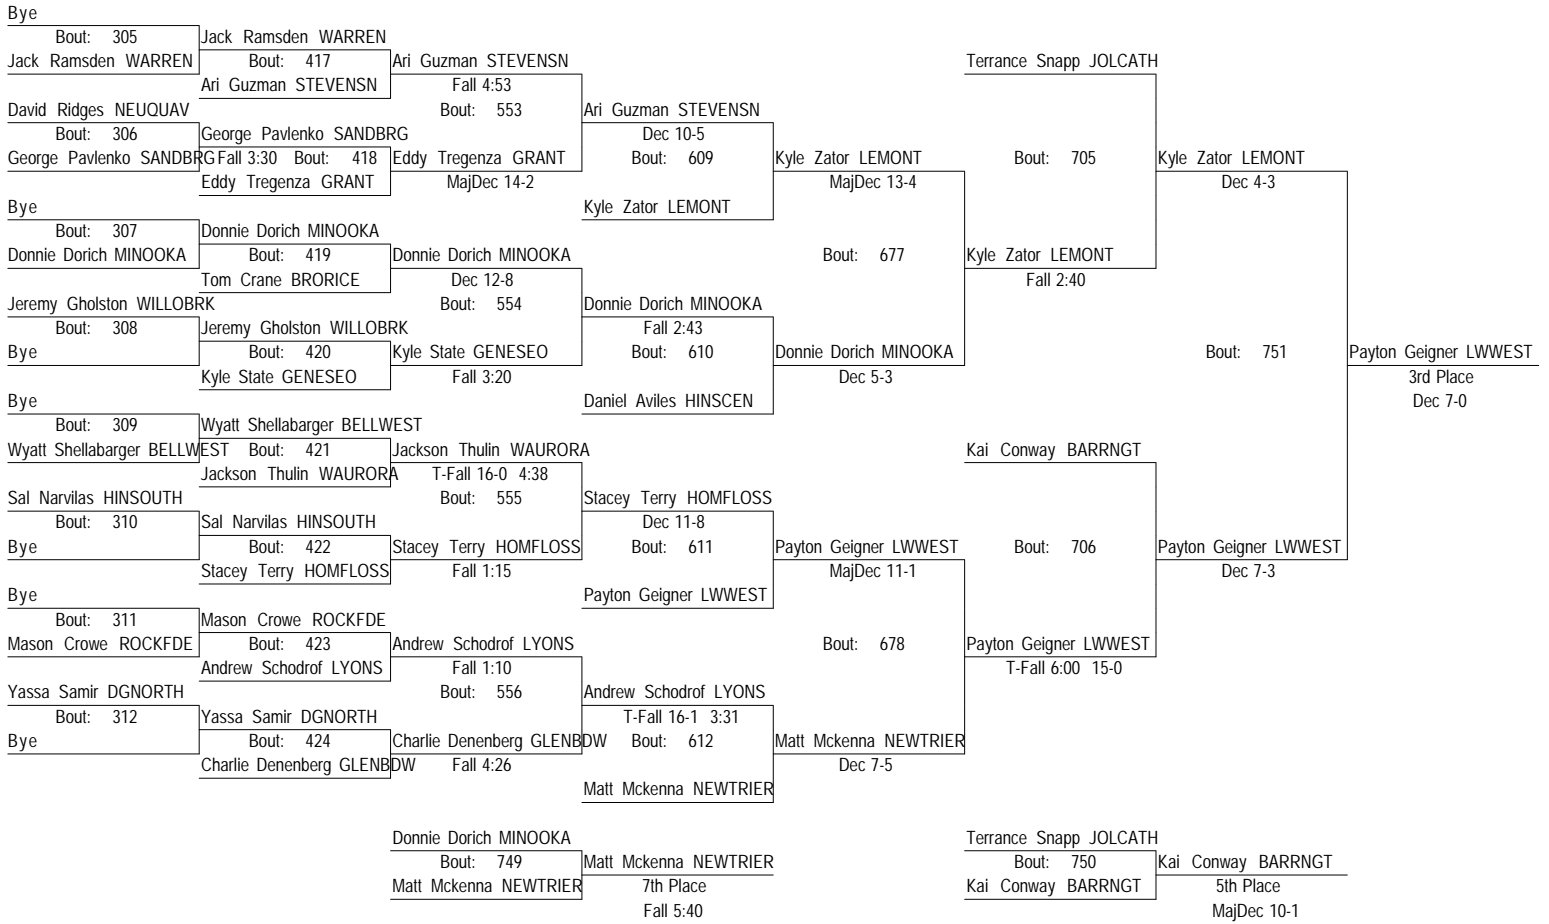 Bye
Bout: 305 Jack Ramsden WARREN
Jack Ramsden WARREN Bout: 417 Ari Guzman STEVENSN Terrance Snapp JOLCATH
Ari Guzman STEVENSN Fall 4:53
David Ridges NEUQUAV Bout: 553 Ari Guzman STEVENSN
Bout: 306 George Pavlenko SANDBRG Dec 10-5
George Pavlenko SANDBRG Fall 3:30 Bout: 418 Eddy Tregenza GRANT Bout: 609 Kyle Zator LEMONT Bout: 705 Kyle Zator LEMONT
Eddy Tregenza GRANT MajDec 14-2 MajDec 13-4 Dec 4-3
Bye Kyle Zator LEMONT
Bout: 307 Donnie Dorich MINOOKA
Donnie Dorich MINOOKA Bout: 419 Donnie Dorich MINOOKA Bout: 677 Kyle Zator LEMONT
Tom Crane BRORICE Dec 12-8 Fall 2:40
Jeremy Gholston WILLOBRK Bout: 554 Donnie Dorich MINOOKA
Bout: 308 Jeremy Gholston WILLOBRK Fall 2:43
Bye Bout: 420 Kyle State GENESEO Bout: 610 Donnie Dorich MINOOKA Bout: 751 Payton Geigner LWWEST
Kyle State GENESEO Fall 3:20 Dec 5-3 3rd Place
Bye Daniel Aviles HINSCEN Dec 7-0
Bout: 309 Wyatt Shellabarger BELLWEST
Wyatt Shellabarger BELLWEST Bout: 421 Jackson Thulin WAURORA Kai Conway BARRNGT
Jackson Thulin WAURORA T-Fall 16-0 4:38
Sal Narvilas HINSOUTH Bout: 555 Stacey Terry HOMFLOSS
Bout: 310 Sal Narvilas HINSOUTH Dec 11-8
Bye Bout: 422 Stacey Terry HOMFLOSS Bout: 611 Payton Geigner LWWEST Bout: 706 Payton Geigner LWWEST
Stacey Terry HOMFLOSS Fall 1:15 MajDec 11-1 Dec 7-3
Bye Payton Geigner LWWEST
Bout: 311 Mason Crowe ROCKFDE
Mason Crowe ROCKFDE Bout: 423 Andrew Schodrof LYONS Bout: 678 Payton Geigner LWWEST
Andrew Schodrof LYONS Fall 1:10 T-Fall 6:00 15-0
Yassa Samir DGNORTH Bout: 556 Andrew Schodrof LYONS
Bout: 312 Yassa Samir DGNORTH T-Fall 16-1 3:31
Bye Bout: 424 Charlie Denenberg GLENBDW Bout: 612 Matt Mckenna NEWTRIER
Charlie Denenberg GLENBDW Fall 4:26 Dec 7-5
Matt Mckenna NEWTRIER
Donnie Dorich MINOOKA Terrance Snapp JOLCATH
Bout: 749 Matt Mckenna NEWTRIER Bout: 750 Kai Conway BARRNGT
Matt Mckenna NEWTRIER 7th Place Kai Conway BARRNGT 5th Place
Fall 5:40 MajDec 10-1